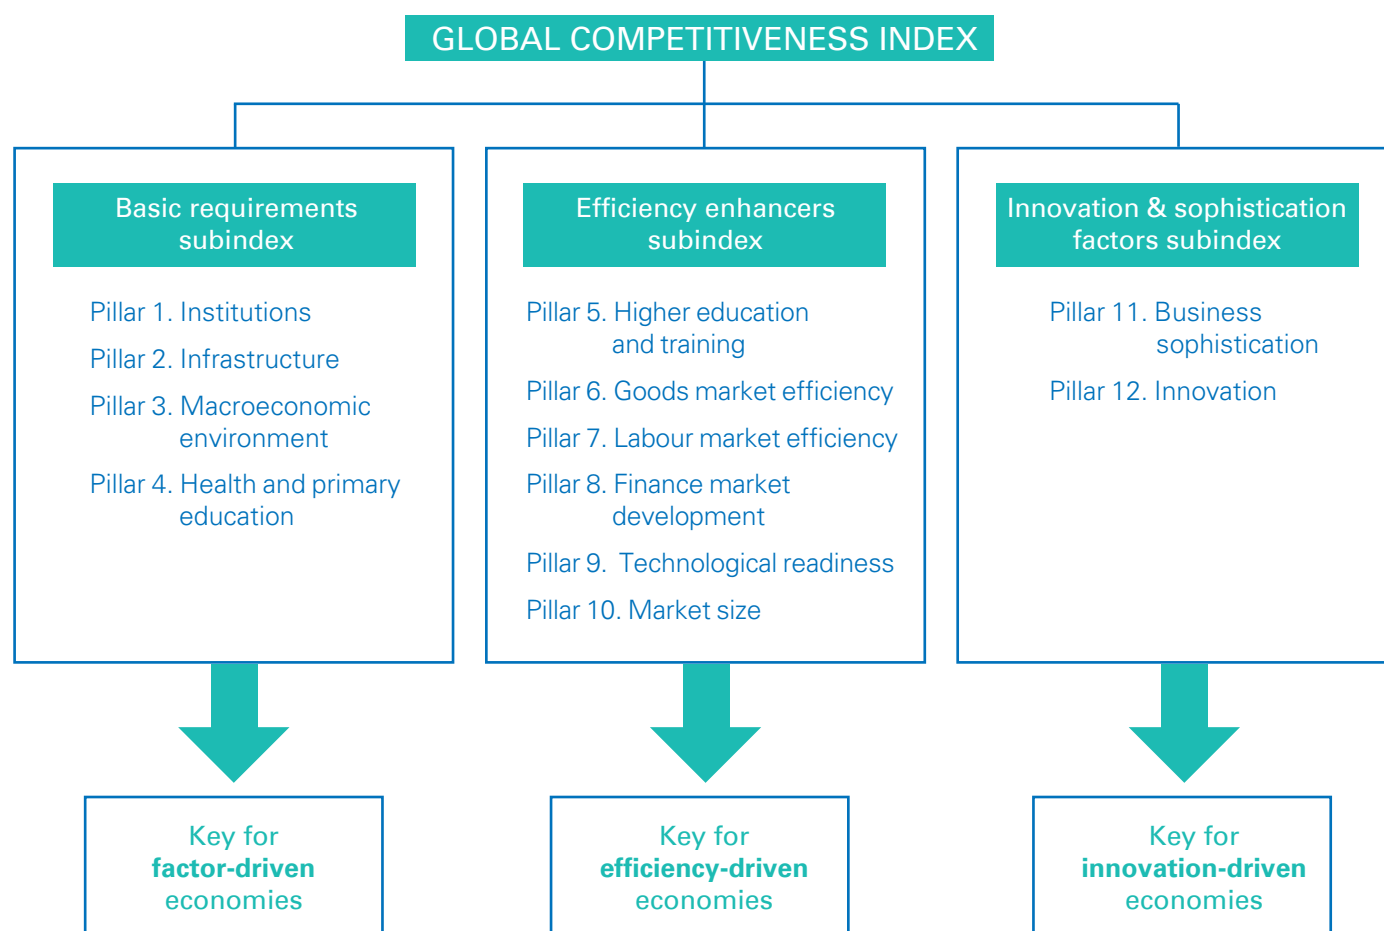 GLOBAL COMPETITIVENESS INDEX
Basic requirements
subindex
Pillar 1. Institutions
Pillar 2. Infrastructure
Pillar 3. Macroeconomic
environment
Pillar 4. Health and primary
education
Efficiency enhancers
subindex
Pillar 5. Higher education
and training
Pillar 6. Goods market efficiency
Pillar 7. Labour market efficiency
Pillar 8. Finance market
development
Pillar 9. Technological readiness
Pillar 10. Market size
Innovation & sophistication
factors subindex
Pillar 11. Business
sophistication
Pillar 12. Innovation
Key for
factor-driven
economies
Key for
efficiency-driven
economies
Key for
innovation-driven
economies